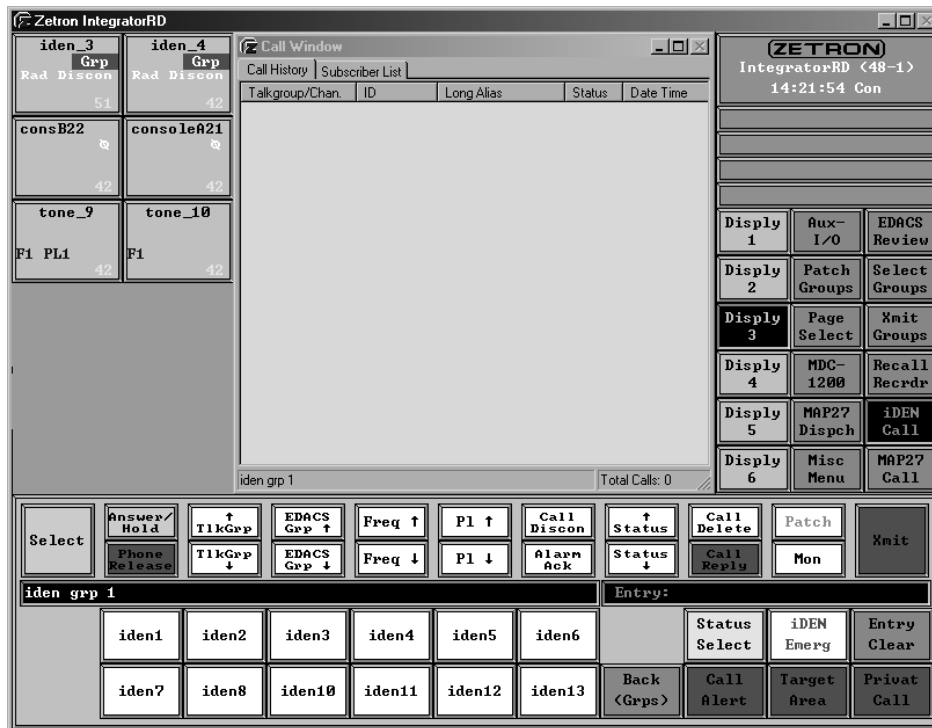 Zetron IntegratorRD
iden_3
Grp
Rad Discon
51
iden_4
Grp
Rad Discon
42
consB22
42
consoleA21
42
tone_9
F1 PL1
42
tone_10
F1
42
Call Window
Call History
Subscriber List
Talkgroup/Chan. ID Long Alias Status Date Time
iden grp 1
Total Calls: 0
ZETRON
IntegratorRD (48-1)
14:21:54 Con
Disply
1
Aux-
I/O
EDACS
Review
Disply
2
Patch
Groups
Select
Groups
Disply
3
Page
Select
Xmit
Groups
Disply
4
MDC-
1200
Recall
Recrdr
Disply
5
MAP27
Dispch
iDEN
Call
Disply
6
Misc
Menu
MAP27
Call
Select
Answer/
Hold
↑
TlkGrp
EDACS
Grp ↑
Freq ↑
Pl ↑
Call
Discon
↑
Status
Call
Delete
Patch
Xmit
Phone
Release
TlkGrp
↓
EDACS
Grp ↓
Freq ↓
Pl ↓
Alarm
Ack
Status
↓
Call
Reply
Mon
iden grp 1
Entry:
iden1
iden2
iden3
iden4
iden5
iden6
Status
Select
iDEN
Emerg
Entry
Clear
iden7
iden8
iden10
iden11
iden12
iden13
Back
(Grps)
Call
Alert
Target
Area
Privat
Call